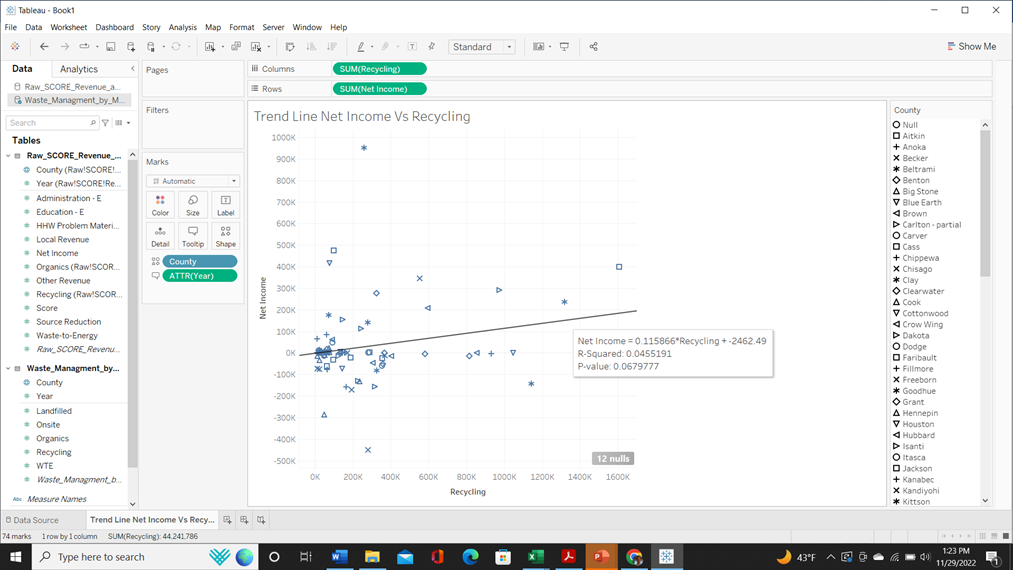 Tableau - Book1
File Data Worksheet Dashboard Story Analysis Map Format Server Window Help
Standard
Show Me
Data Analytics
Raw_SCORE_Revenue_a...
Waste_Managment_by_M...
Search
Tables
Raw_SCORE_Revenue_...
County (Raw!SCORE!...
Year (Raw!SCORE!Re...
Administration - E
Education - E
HHW Problem Materi...
Local Revenue
Net Income
Organics (Raw!SCOR...
Other Revenue
Recycling (Raw!SCOR...
Score
Source Reduction
Waste-to-Energy
Raw_SCORE_Revenu...
Waste_Managment_by...
County
Year
Landfilled
Onsite
Organics
Recycling
WTE
Waste_Managment_b...
Abc Measure Names
Pages
Filters
Marks
Automatic
Color Size Label
Detail Tooltip Shape
County
ATTR(Year)
Columns SUM(Recycling)
Rows SUM(Net Income)
Trend Line Net Income Vs Recycling
1000K
900K
800K
700K
600K
500K
400K
300K
200K
100K
0K
-100K
-200K
-300K
-400K
-500K
Net Income
0K 200K 400K 600K 800K 1000K 1200K 1400K 1600K
Recycling
Net Income = 0.115866*Recycling + -2462.49
R-Squared: 0.0455191
P-value: 0.0679777
12 nulls
County
Null
Aitkin
Anoka
Becker
Beltrami
Benton
Big Stone
Blue Earth
Brown
Carlton - partial
Carver
Cass
Chippewa
Chisago
Clay
Clearwater
Cook
Cottonwood
Crow Wing
Dakota
Dodge
Faribault
Fillmore
Freeborn
Goodhue
Grant
Hennepin
Houston
Hubbard
Isanti
Itasca
Jackson
Kanabec
Kandiyohi
Kittson
Data Source Trend Line Net Income Vs Recyc...
74 marks 1 row by 1 column SUM(Recycling): 44,241,786
Type here to search
43°F
1:23 PM
11/29/2022
1